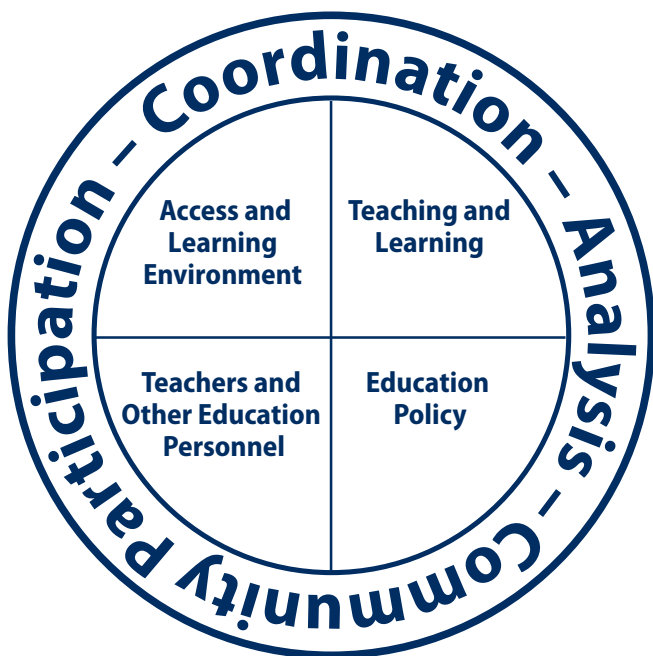 Coordination – Analysis – Community Participation –
Access and
Learning
Environment
Teaching and
Learning
Teachers and
Other Education
Personnel
Education
Policy